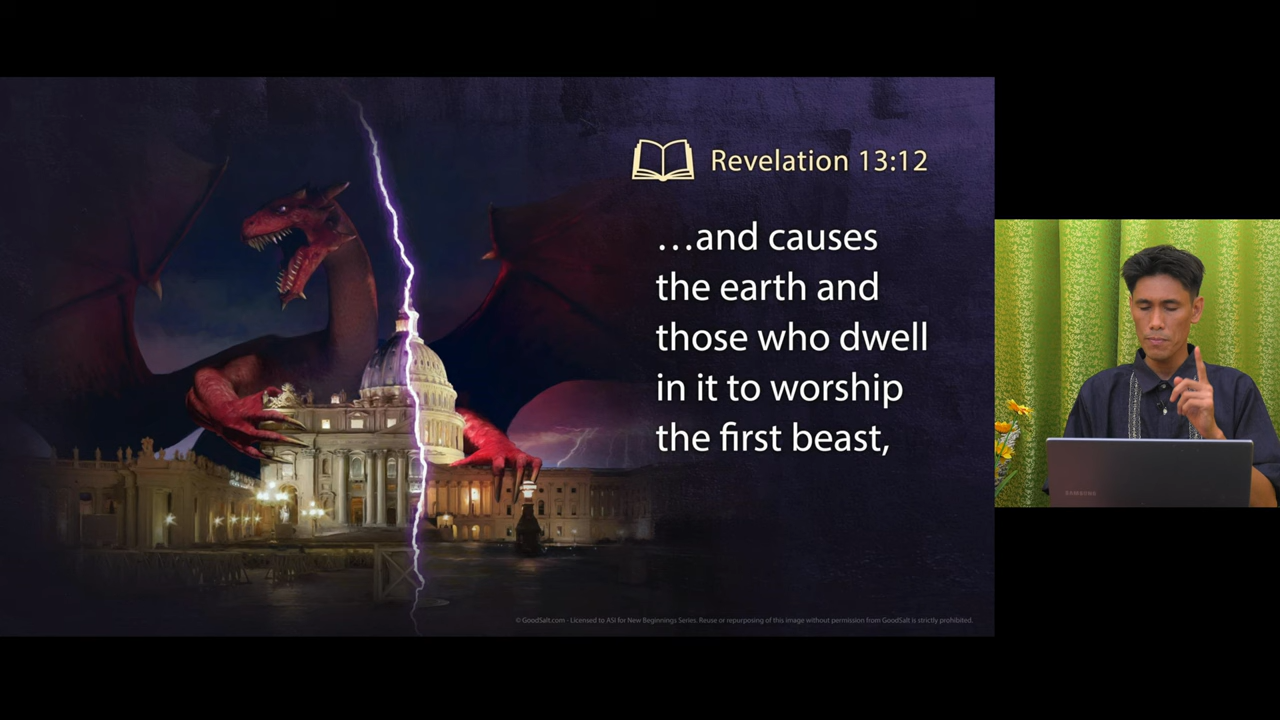 Revelation 13:12
…and causes
the earth and
those who dwell
in it to worship
the first beast,
© GoodSalt.com - Licensed to ASI for New Beginnings Series. Reuse or repurposing of this image without permission from GoodSalt is strictly prohibited.
SAMSUNG